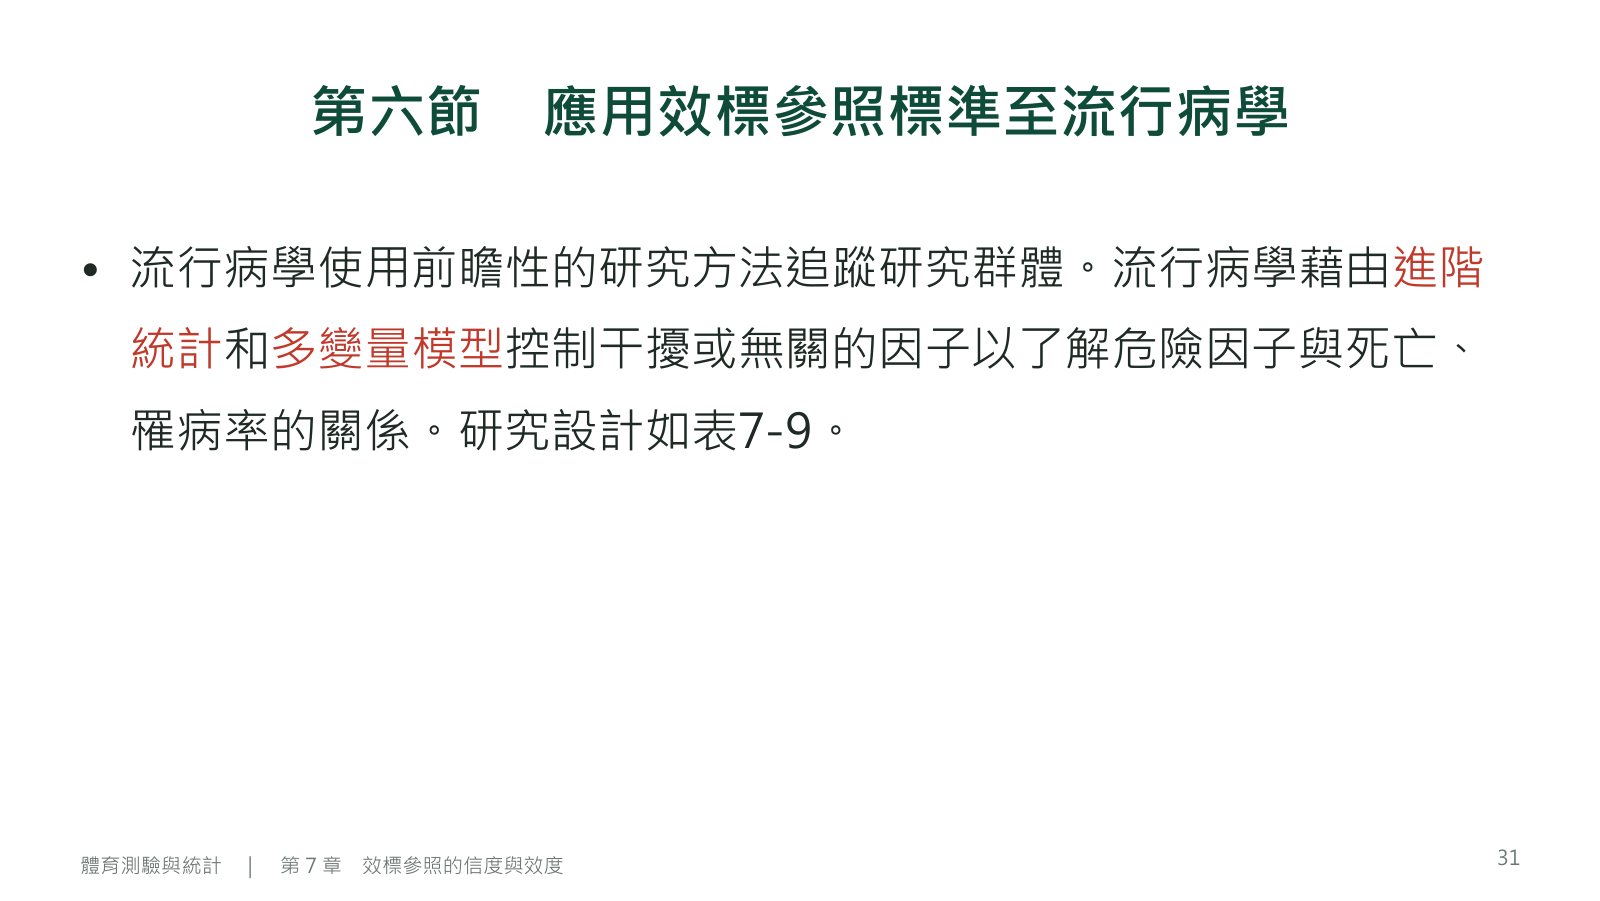 第六節　應用效標參照標準至流行病學
• 流行病學使用前瞻性的研究方法追蹤研究群體。流行病學藉由進階
統計和多變量模型控制干擾或無關的因子以了解危險因子與死亡、
罹病率的關係。研究設計如表7-9。
體育測驗與統計　|　第 7 章　效標參照的信度與效度
31